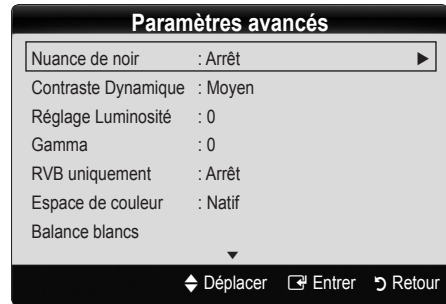 Paramètres avancés
Nuance de noir : Arrêt
Contraste Dynamique : Moyen
Réglage Luminosité : 0
Gamma : 0
RVB uniquement : Arrêt
Espace de couleur : Natif
Balance blancs
Déplacer Entrer Retour